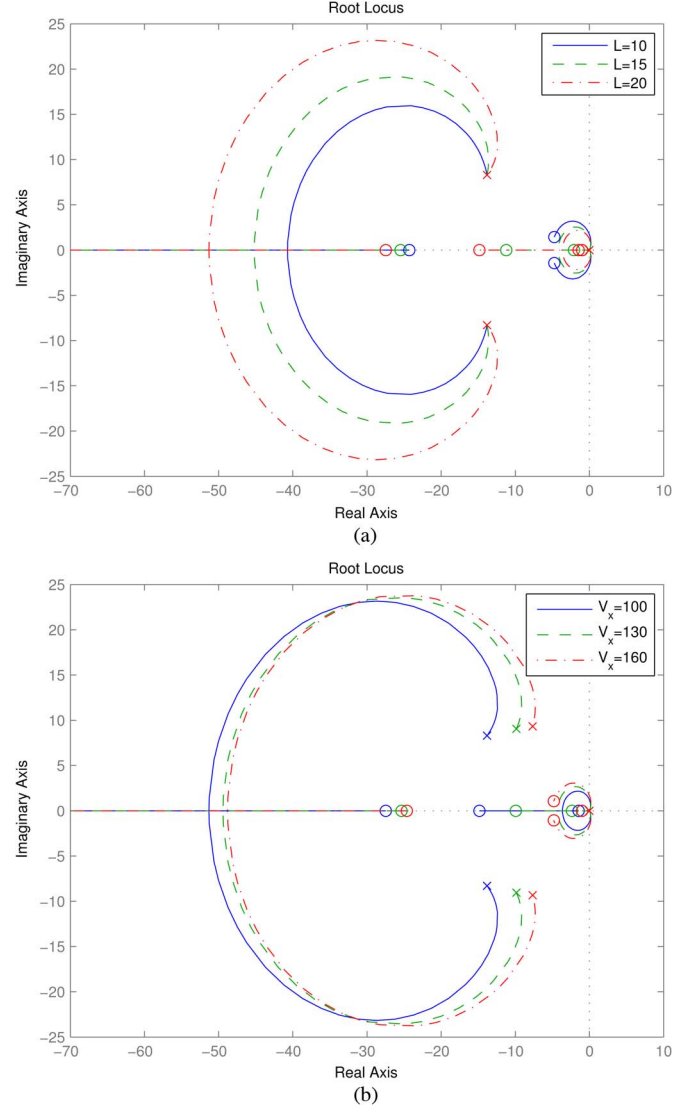 Root Locus
25
20
15
10
5
0
−5
−10
−15
−20
−25
Imaginary Axis
L=10
L=15
L=20
−70 −60 −50 −40 −30 −20 −10 0 10
Real Axis
(a)
Root Locus
25
20
15
10
5
0
−5
−10
−15
−20
−25
Imaginary Axis
V_x=100
V_x=130
V_x=160
−70 −60 −50 −40 −30 −20 −10 0 10
Real Axis
(b)